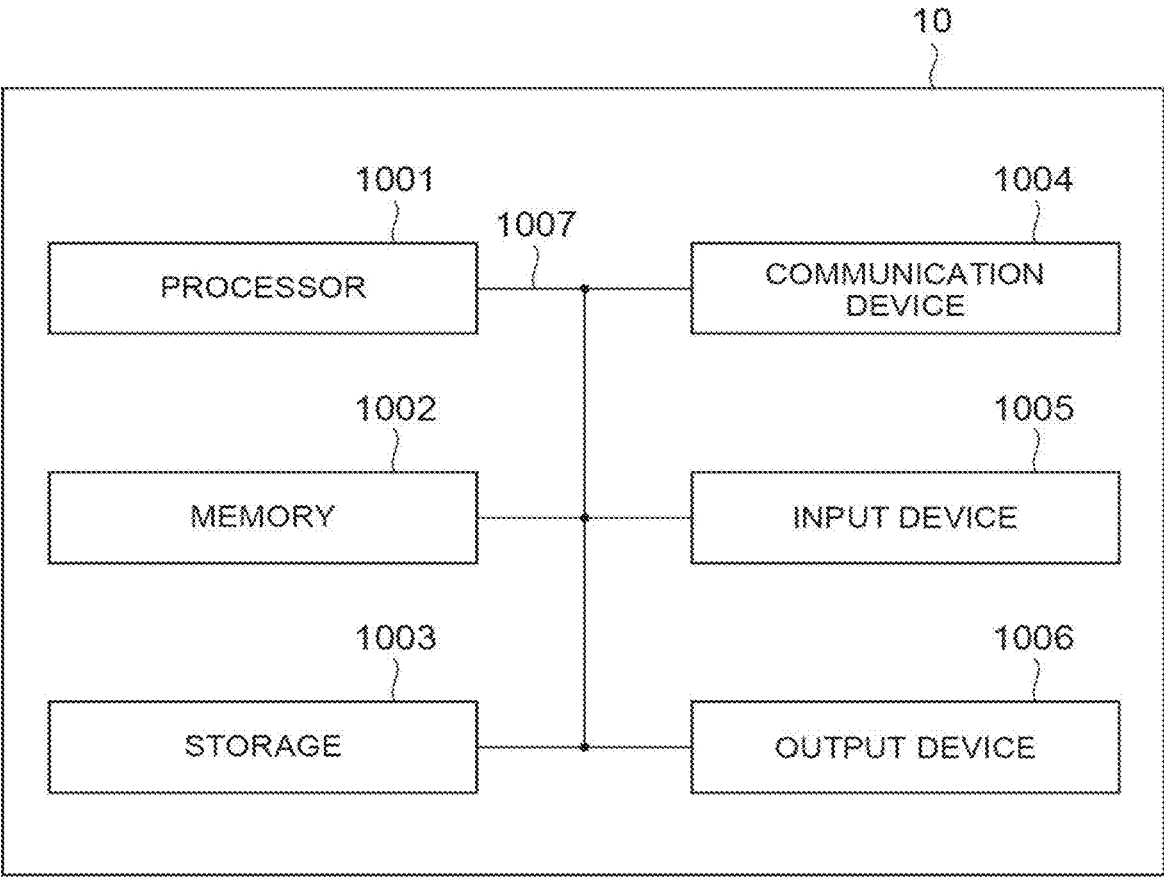 10
1001
PROCESSOR
1007
1004
COMMUNICATION
DEVICE
1002
MEMORY
1005
INPUT DEVICE
1003
STORAGE
1006
OUTPUT DEVICE